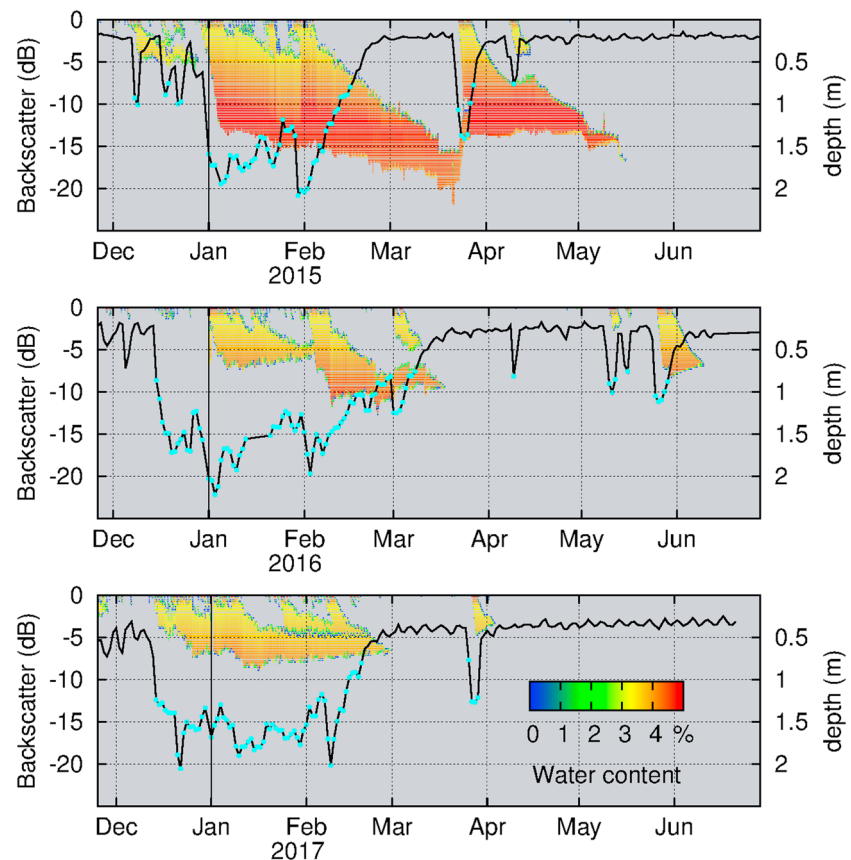 0
-5
-10
-15
-20
Backscatter (dB)
0.5
1
1.5
2
depth (m)
Dec Jan Feb Mar Apr May Jun
2015
0
-5
-10
-15
-20
Backscatter (dB)
0.5
1
1.5
2
depth (m)
Dec Jan Feb Mar Apr May Jun
2016
0
-5
-10
-15
-20
Backscatter (dB)
0.5
1
1.5
2
depth (m)
0 1 2 3 4 %
Water content
Dec Jan Feb Mar Apr May Jun
2017